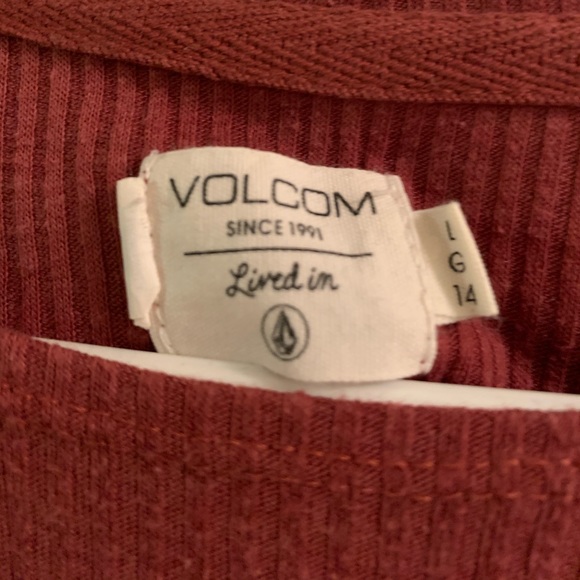 VOLCOM
SINCE 1991
Lived in
L
G
14